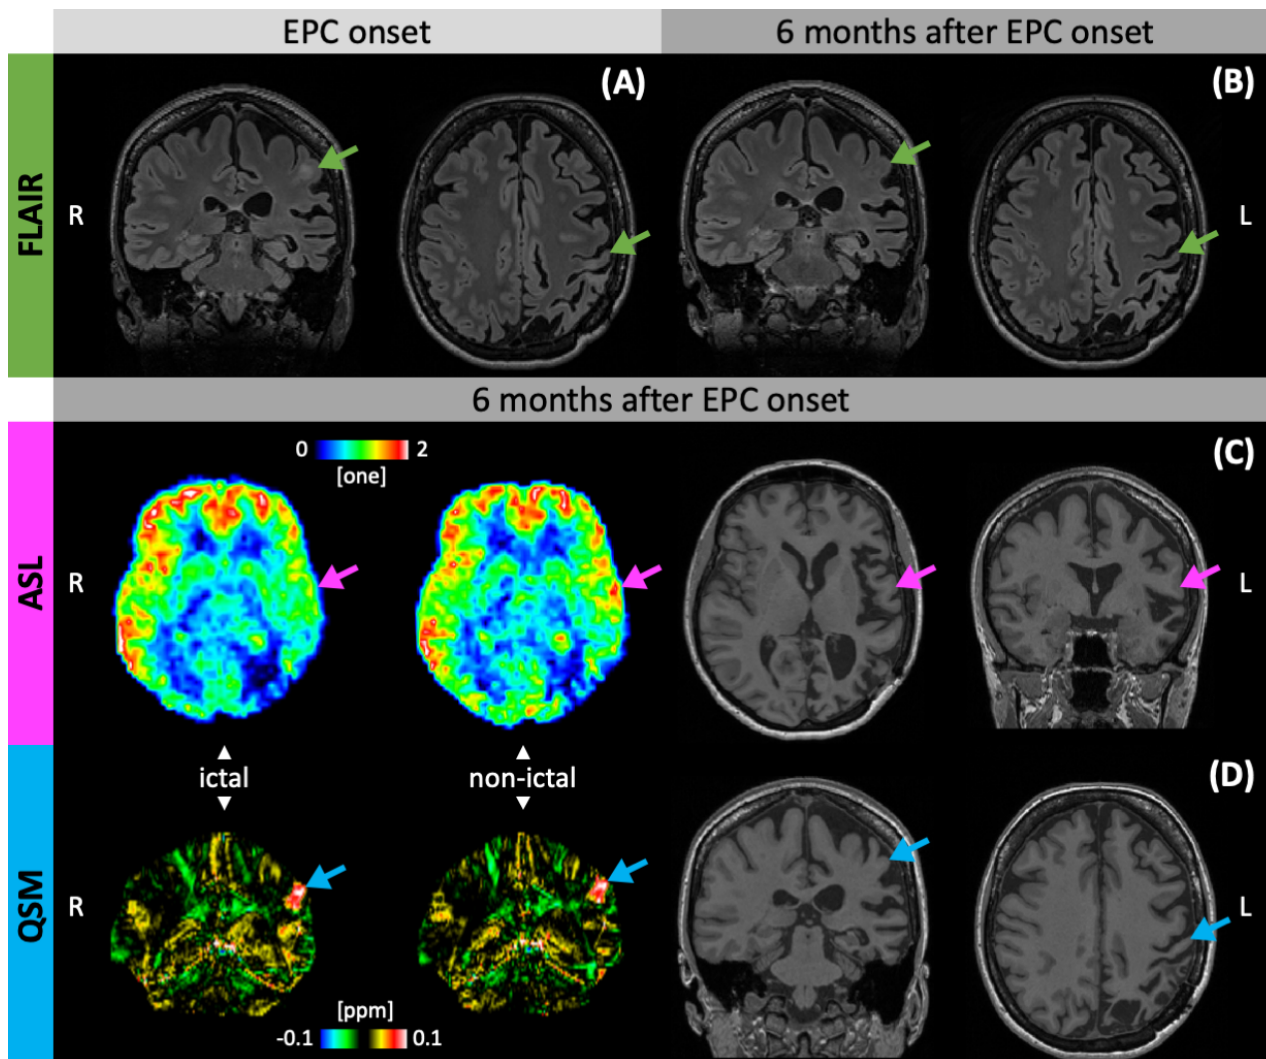 EPC onset
6 months after EPC onset
FLAIR
(A)
(B)
R
L
6 months after EPC onset
ASL
0
2
[one]
(C)
R
L
ictal
non-ictal
QSM
(D)
R
L
[ppm]
-0.1
0.1